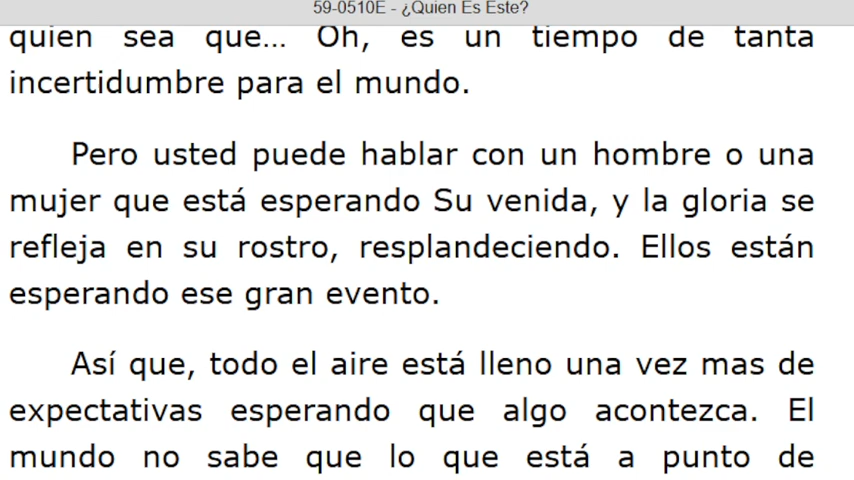 59-0510E - ¿Quien Es Este?
quien sea que... Oh, es un tiempo de tanta
incertidumbre para el mundo.
Pero usted puede hablar con un hombre o una
mujer que está esperando Su venida, y la gloria se
refleja en su rostro, resplandeciendo. Ellos están
esperando ese gran evento.
Así que, todo el aire está lleno una vez mas de
expectativas esperando que algo acontezca. El
mundo no sabe que lo que está a punto de